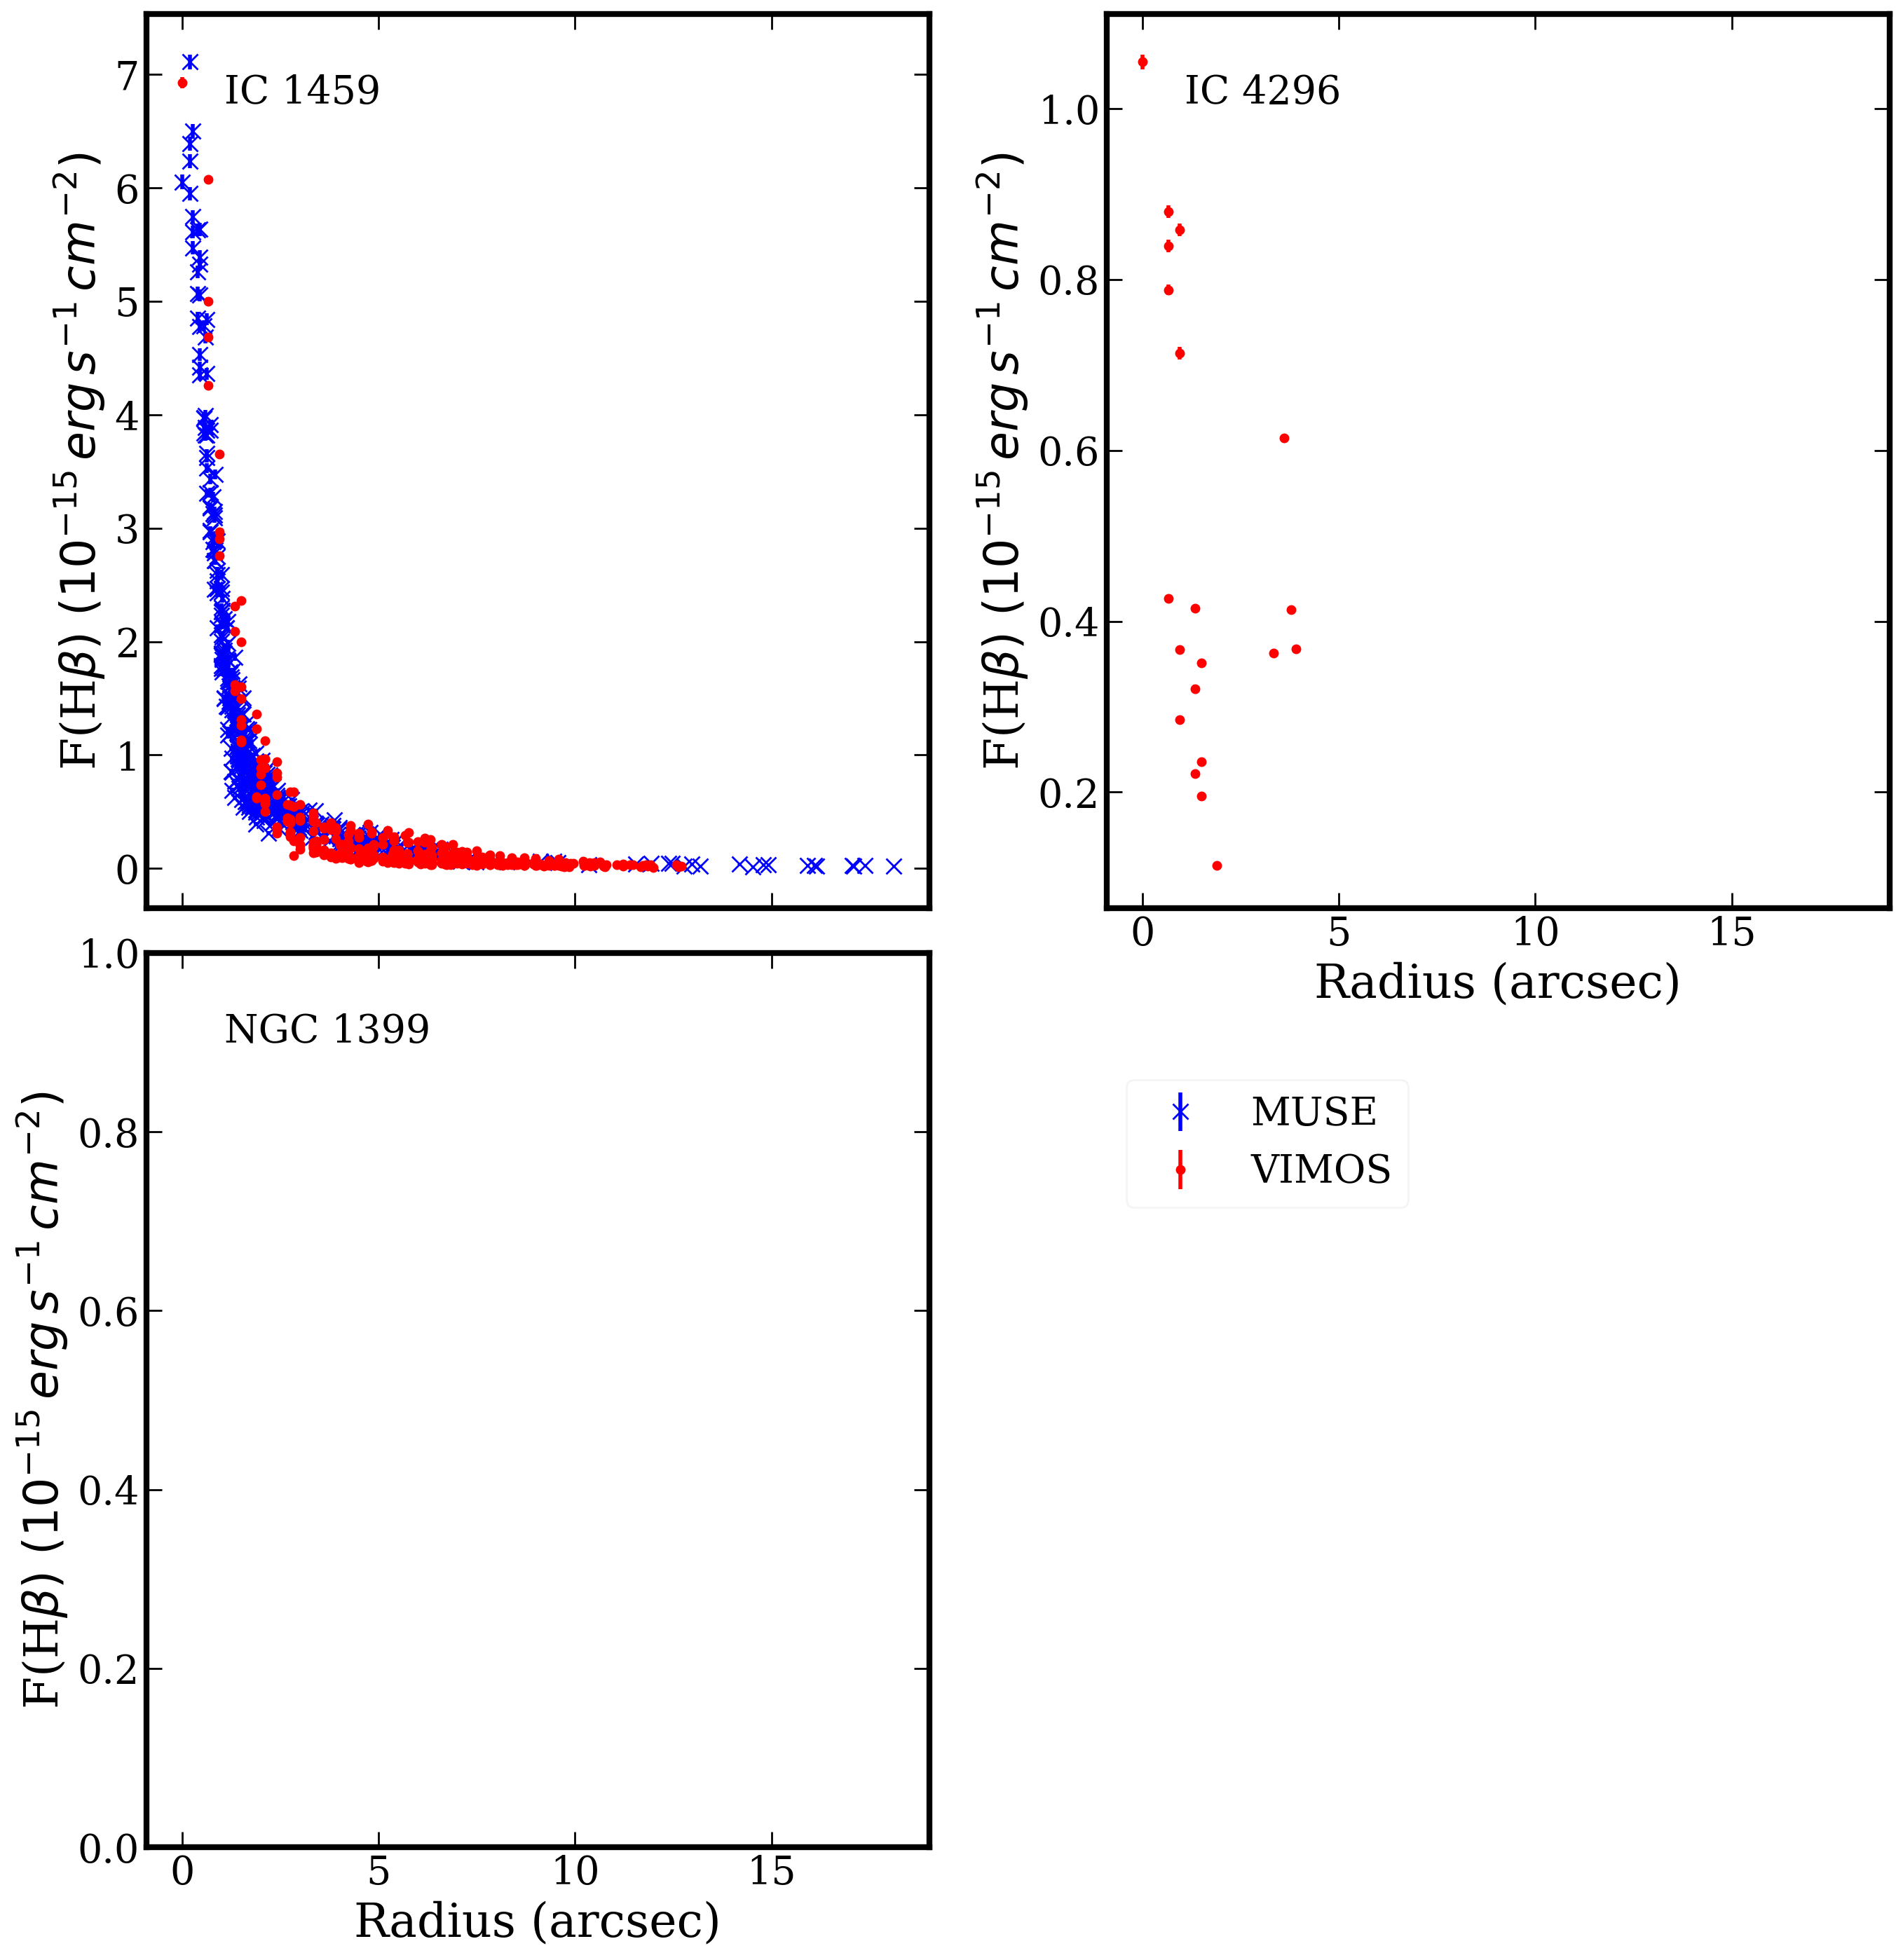 IC 1459
7
6
5
4
3
2
1
0
F(Hβ) (10⁻¹⁵ erg s⁻¹ cm⁻²)
IC 4296
1.0
0.8
0.6
0.4
0.2
F(Hβ) (10⁻¹⁵ erg s⁻¹ cm⁻²)
0 5 10 15
Radius (arcsec)
NGC 1399
1.0
0.8
0.6
0.4
0.2
0.0
F(Hβ) (10⁻¹⁵ erg s⁻¹ cm⁻²)
0 5 10 15
Radius (arcsec)
MUSE
VIMOS